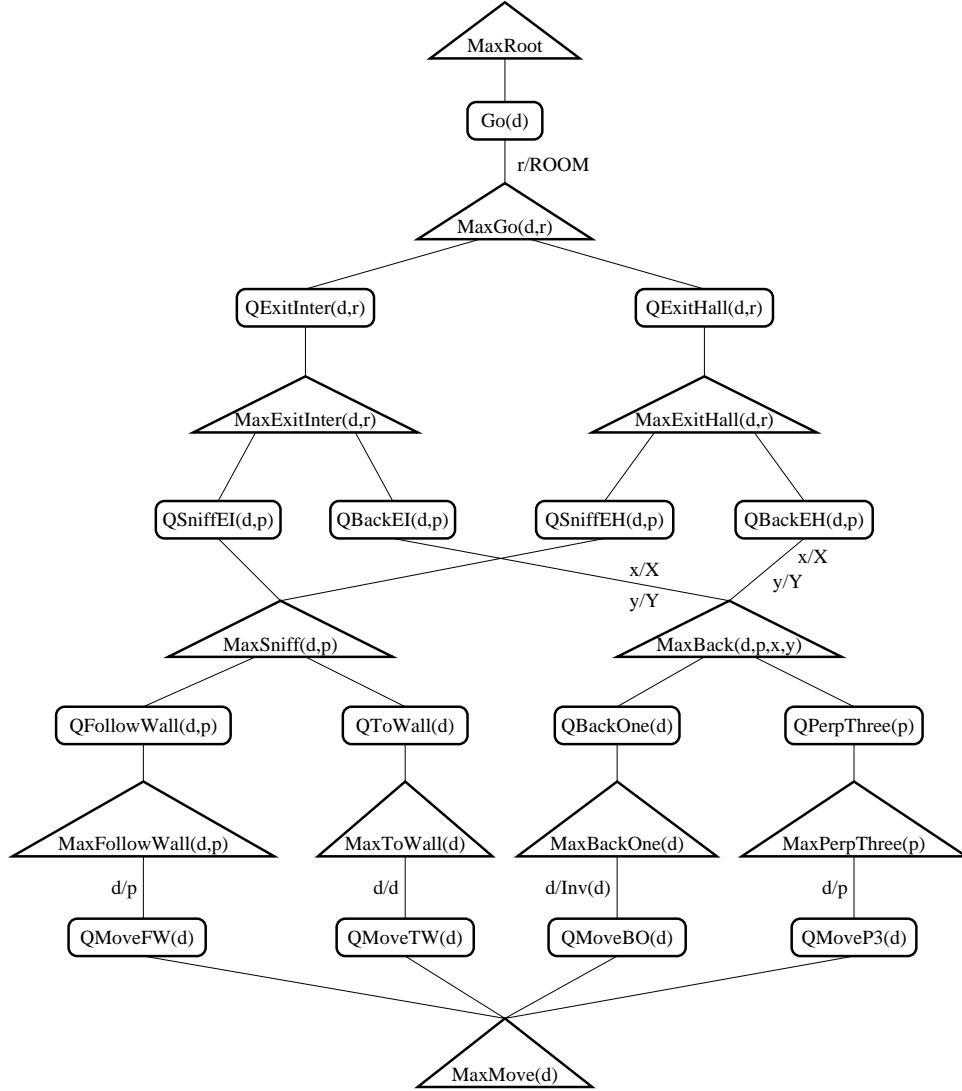 MaxRoot
Go(d)
r/ROOM
MaxGo(d,r)
QExitInter(d,r)
QExitHall(d,r)
MaxExitInter(d,r)
MaxExitHall(d,r)
QSniffEI(d,p)
QBackEI(d,p)
QSniffEH(d,p)
QBackEH(d,p)
x/X
y/Y
x/X
y/Y
MaxSniff(d,p)
MaxBack(d,p,x,y)
QFollowWall(d,p)
QToWall(d)
QBackOne(d)
QPerpThree(p)
MaxFollowWall(d,p)
MaxToWall(d)
MaxBackOne(d)
MaxPerpThree(p)
d/p
d/d
d/Inv(d)
d/p
QMoveFW(d)
QMoveTW(d)
QMoveBO(d)
QMoveP3(d)
MaxMove(d)